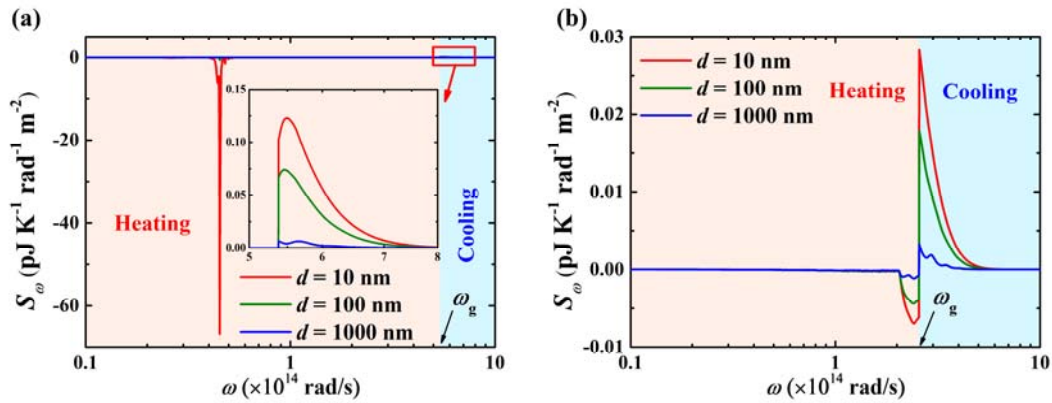 (a)
0
-20
-40
-60
S_ω (pJ K⁻¹ rad⁻¹ m⁻²)
Heating
Cooling
0.15
0.10
0.05
0.00
5 6 7 8
d = 10 nm
d = 100 nm
d = 1000 nm
ω_g
0.1 1 10
ω (×10¹⁴ rad/s)
(b)
0.03
0.02
0.01
0.00
-0.01
S_ω (pJ K⁻¹ rad⁻¹ m⁻²)
d = 10 nm
d = 100 nm
d = 1000 nm
Heating
Cooling
ω_g
0.1 1 10
ω (×10¹⁴ rad/s)